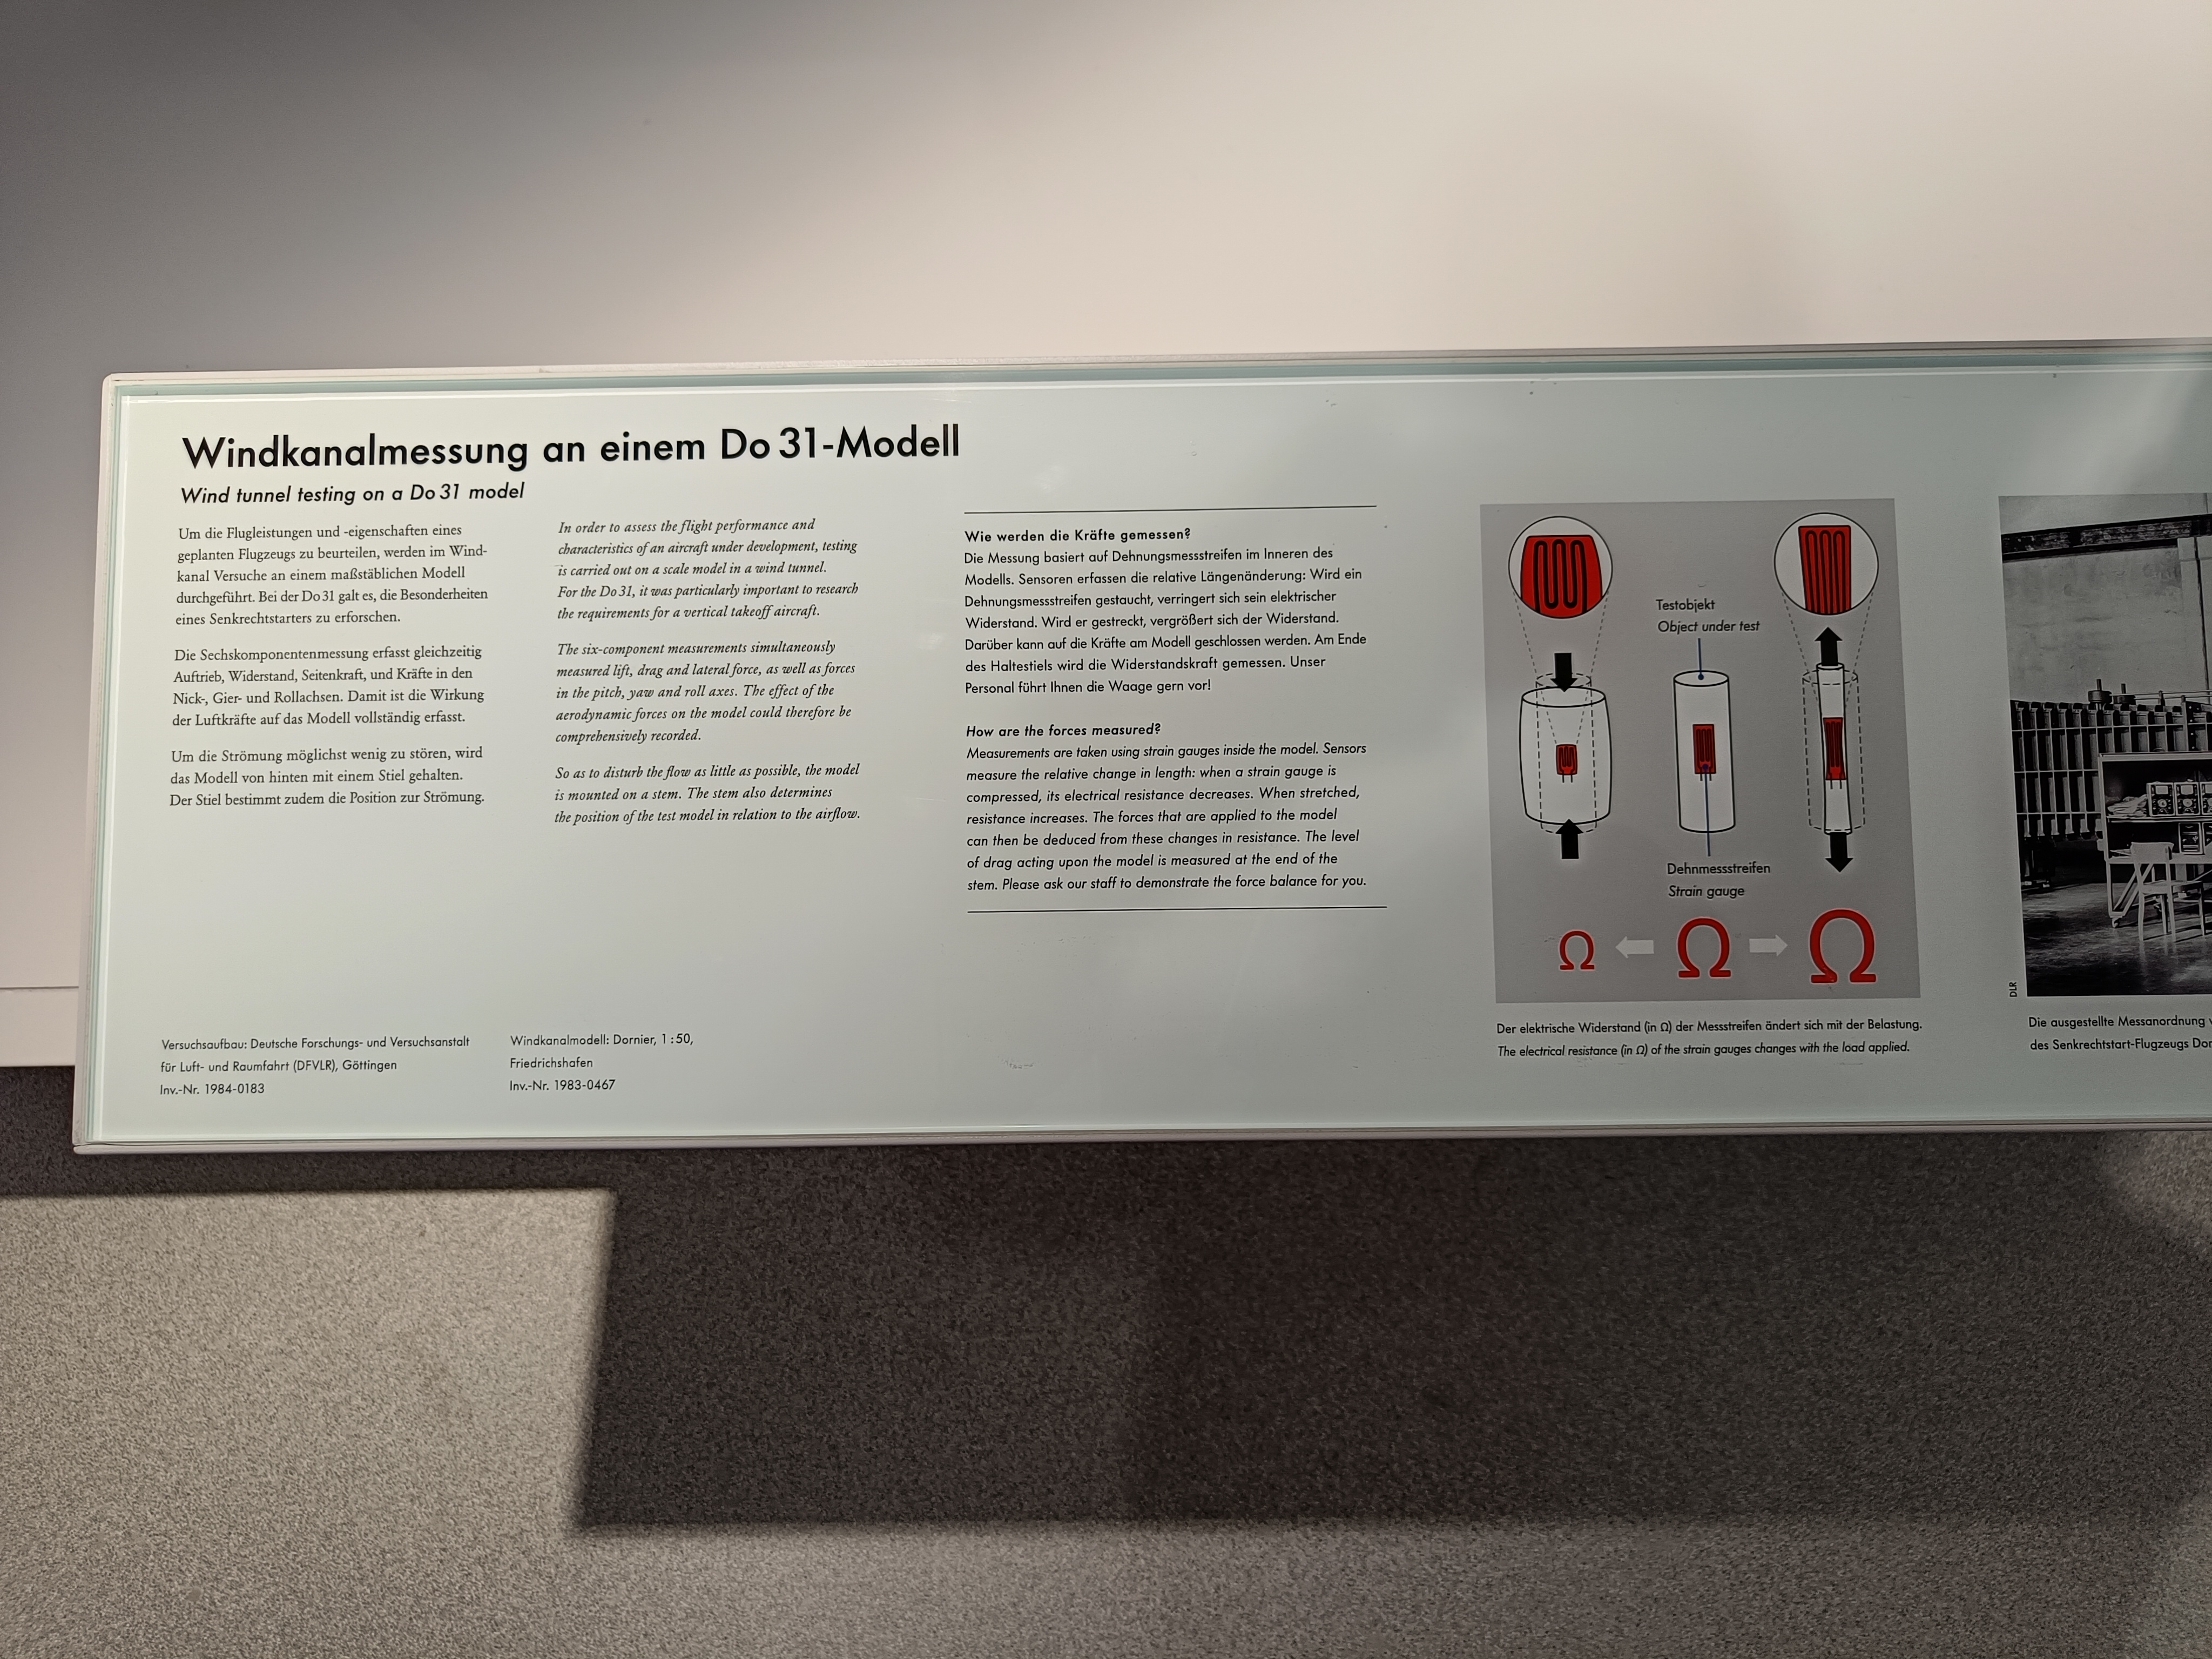 Windkanalmessung an einem Do 31-Modell
Wind tunnel testing on a Do 31 model
Um die Flugleistungen und -eigenschaften eines
geplanten Flugzeugs zu beurteilen, werden im Wind-
kanal Versuche an einem maßstäblichen Modell
durchgeführt. Bei der Do 31 galt es, die Besonderheiten
eines Senkrechtstarters zu erforschen.
Die Sechskomponentenmessung erfasst gleichzeitig
Auftrieb, Widerstand, Seitenkraft, und Kräfte in den
Nick-, Gier- und Rollachsen. Damit ist die Wirkung
der Luftkräfte auf das Modell vollständig erfasst.
Um die Strömung möglichst wenig zu stören, wird
das Modell von hinten mit einem Stiel gehalten.
Der Stiel bestimmt zudem die Position zur Strömung.
In order to assess the flight performance and
characteristics of an aircraft under development, testing
is carried out on a scale model in a wind tunnel.
For the Do 31, it was particularly important to research
the requirements for a vertical takeoff aircraft.
The six-component measurements simultaneously
measured lift, drag and lateral force, as well as forces
in the pitch, yaw and roll axes. The effect of the
aerodynamic forces on the model could therefore be
comprehensively recorded.
So as to disturb the flow as little as possible, the model
is mounted on a stem. The stem also determines
the position of the test model in relation to the airflow.
Versuchsaufbau: Deutsche Forschungs- und Versuchsanstalt
für Luft- und Raumfahrt (DFVLR), Göttingen
Inv.-Nr. 1984-0183
Windkanalmodell: Dornier, 1 : 50,
Friedrichshafen
Inv.-Nr. 1983-0467
Wie werden die Kräfte gemessen?
Die Messung basiert auf Dehnungsmessstreifen im Inneren des
Modells. Sensoren erfassen die relative Längenänderung: Wird ein
Dehnungsmessstreifen gestaucht, verringert sich sein elektrischer
Widerstand. Wird er gestreckt, vergrößert sich der Widerstand.
Darüber kann auf die Kräfte am Modell geschlossen werden. Am Ende
des Haltestiels wird die Widerstandskraft gemessen. Unser
Personal führt Ihnen die Waage gern vor!
How are the forces measured?
Measurements are taken using strain gauges inside the model. Sensors
measure the relative change in length: when a strain gauge is
compressed, its electrical resistance decreases. When stretched,
resistance increases. The forces that are applied to the model
can then be deduced from these changes in resistance. The level
of drag acting upon the model is measured at the end of the
stem. Please ask our staff to demonstrate the force balance for you.
Testobjekt
Object under test
Dehnmessstreifen
Strain gauge
Ω Ω Ω
Der elektrische Widerstand (in Ω) der Messstreifen ändert sich mit der Belastung.
The electrical resistance (in Ω) of the strain gauges changes with the load applied.
DLR
Die ausgestellte Messanordnung
des Senkrechtstart-Flugzeugs